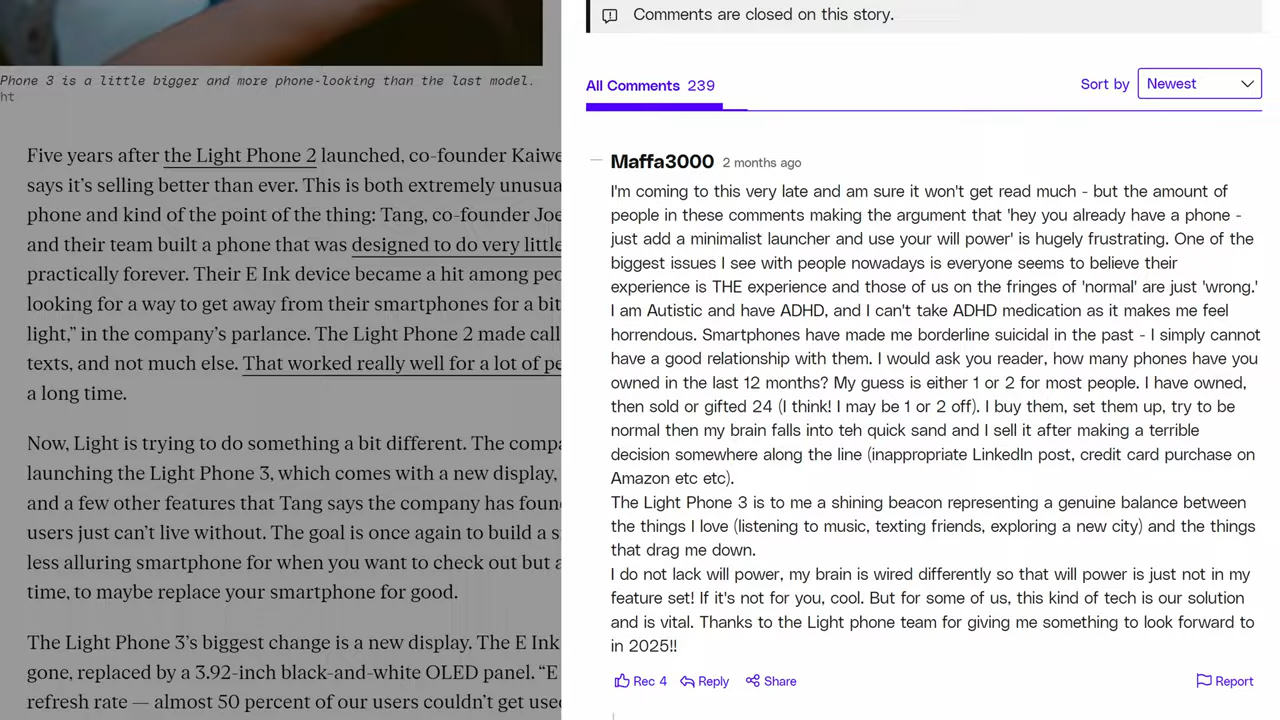 Phone 3 is a little bigger and more phone-looking than the last model.
ht
Five years after the Light Phone 2 launched, co-founder Kaiwe
says it's selling better than ever. This is both extremely unusua
phone and kind of the point of the thing: Tang, co-founder Joe
and their team built a phone that was designed to do very little
practically forever. Their E Ink device became a hit among peo
looking for a way to get away from their smartphones for a bit
light,” in the company's parlance. The Light Phone 2 made call
texts, and not much else. That worked really well for a lot of pe
a long time.
Now, Light is trying to do something a bit different. The compa
launching the Light Phone 3, which comes with a new display,
and a few other features that Tang says the company has foun
users just can't live without. The goal is once again to build a s
less alluring smartphone for when you want to check out but a
time, to maybe replace your smartphone for good.
The Light Phone 3's biggest change is a new display. The E Ink
gone, replaced by a 3.92-inch black-and-white OLED panel. “E
refresh rate — almost 50 percent of our users couldn't get used
Comments are closed on this story.
All Comments 239
Sort by Newest
Maffa3000 2 months ago
I'm coming to this very late and am sure it won't get read much - but the amount of
people in these comments making the argument that 'hey you already have a phone -
just add a minimalist launcher and use your will power' is hugely frustrating. One of the
biggest issues I see with people nowadays is everyone seems to believe their
experience is THE experience and those of us on the fringes of 'normal' are just 'wrong.'
I am Autistic and have ADHD, and I can't take ADHD medication as it makes me feel
horrendous. Smartphones have made me borderline suicidal in the past - I simply cannot
have a good relationship with them. I would ask you reader, how many phones have you
owned in the last 12 months? My guess is either 1 or 2 for most people. I have owned,
then sold or gifted 24 (I think! I may be 1 or 2 off). I buy them, set them up, try to be
normal then my brain falls into teh quick sand and I sell it after making a terrible
decision somewhere along the line (inappropriate LinkedIn post, credit card purchase on
Amazon etc etc).
The Light Phone 3 is to me a shining beacon representing a genuine balance between
the things I love (listening to music, texting friends, exploring a new city) and the things
that drag me down.
I do not lack will power, my brain is wired differently so that will power is just not in my
feature set! If it's not for you, cool. But for some of us, this kind of tech is our solution
and is vital. Thanks to the Light phone team for giving me something to look forward to
in 2025!!
Rec 4 Reply Share Report